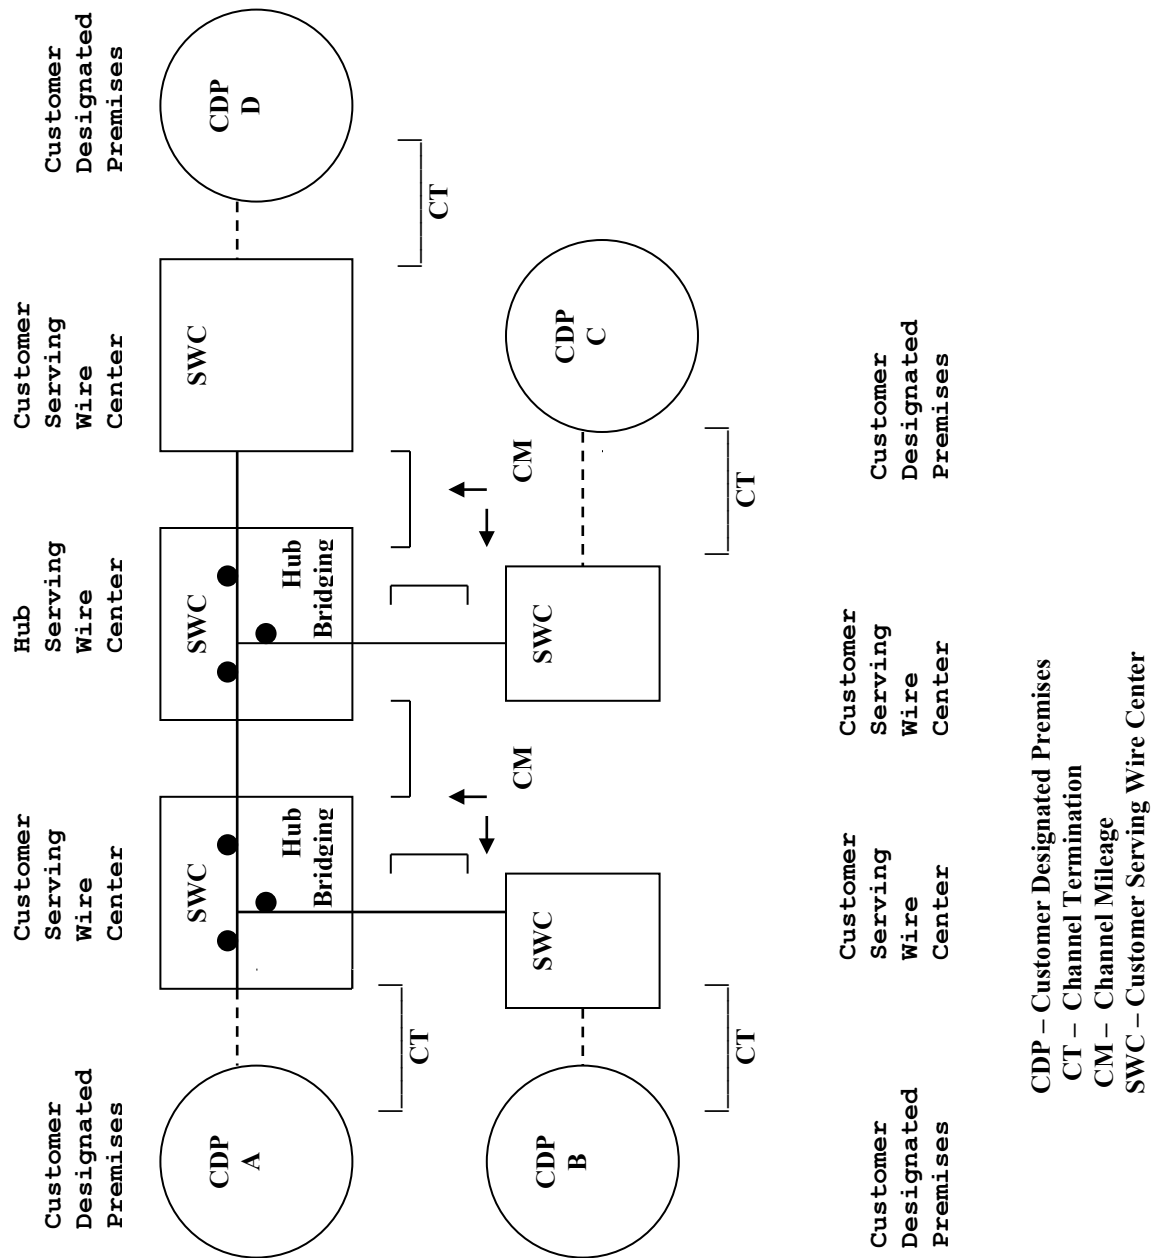 Customer
Designated
Premises
Customer
Serving
Wire
Center
Hub
Serving
Wire
Center
Customer
Serving
Wire
Center
Customer
Designated
Premises
CDP
A
SWC
Hub
Bridging
SWC
Hub
Bridging
SWC
CDP
D
CT
CM
CM
CT
CDP
B
SWC
SWC
CDP
C
CT
CT
Customer
Designated
Premises
Customer
Serving
Wire
Center
Customer
Serving
Wire
Center
Customer
Designated
Premises
CDP – Customer Designated Premises
CT – Channel Termination
CM – Channel Mileage
SWC – Customer Serving Wire Center